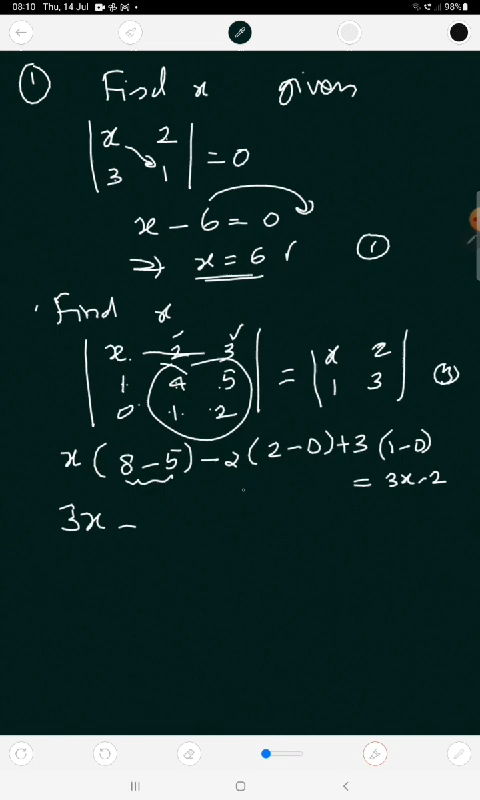 08:10 Thu, 14 Jul 98%
① Find x given
| x 2 |
| 3 1 | = 0
x - 6 = 0
⇒ x = 6 ①
Find x
| x 2 3 |
| 1 4 5 | = | x 2 |
| 0 1 2 | | 1 3 | ③
x ( 8 - 5 ) - 2 ( 2 - 0 ) + 3 ( 1 - 0 )
= 3x - 2
3x -